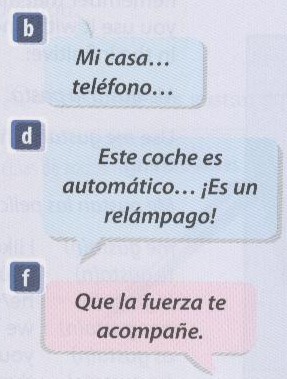 b
Mi casa…
teléfono…
d
Este coche es
automático… ¡Es un
relámpago!
f
Que la fuerza te
acompañe.